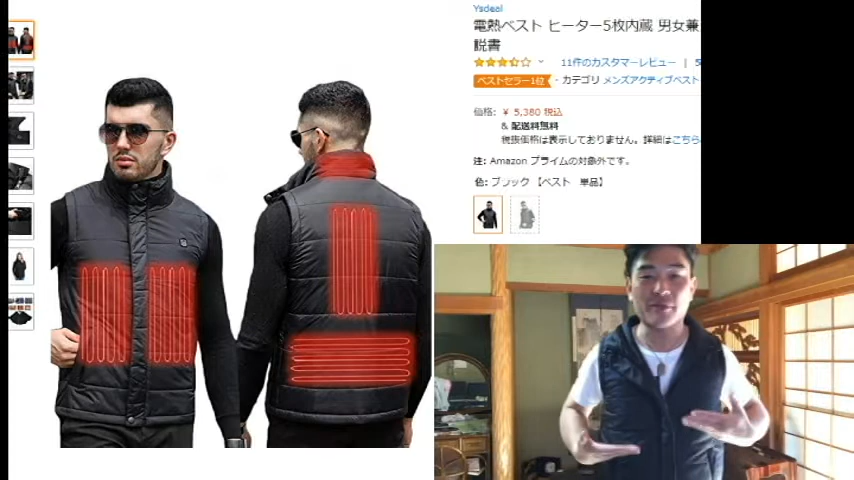 Ysdeal
電熱ベスト ヒーター5枚内蔵 男女兼
説書
11件のカスタマーレビュー | 5
ベストセラー1位 - カテゴリ メンズアクティブベスト
価格: ¥ 5,380 税込
& 配送料無料
税抜価格は表示しておりません。詳細はこちら
注: Amazon プライムの対象外です。
色: ブラック 【ベスト 単品】